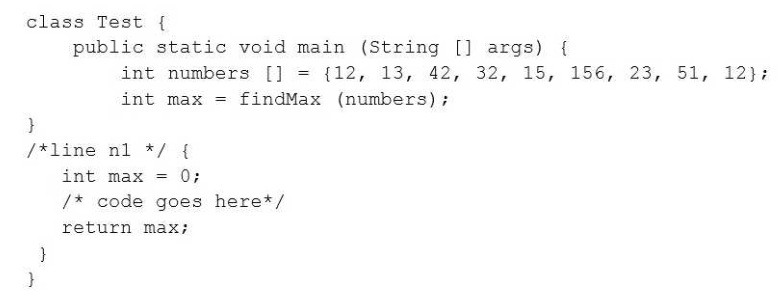 class Test {
public static void main (String [] args) {
int numbers [] = {12, 13, 42, 32, 15, 156, 23, 51, 12};
int max = findMax (numbers);
}
/*line n1 */ {
int max = 0;
/* code goes here*/
return max;
}
}